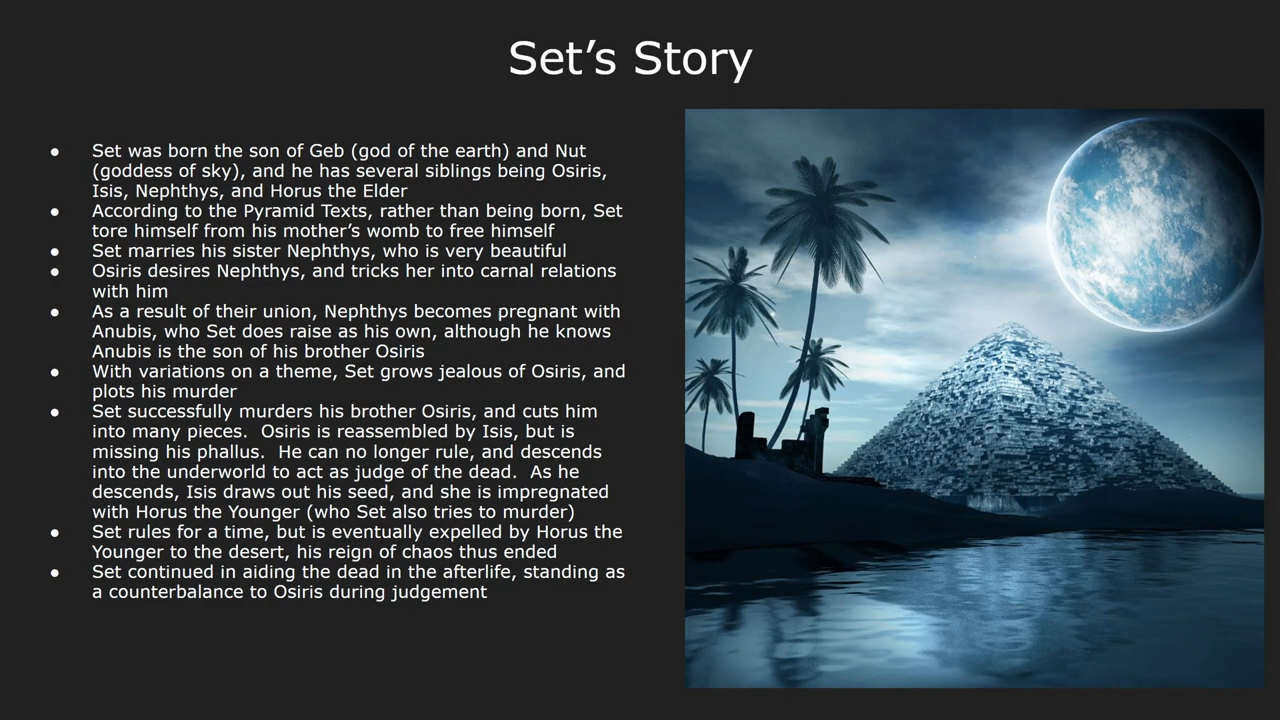 Set’s Story
● Set was born the son of Geb (god of the earth) and Nut
(goddess of sky), and he has several siblings being Osiris,
Isis, Nephthys, and Horus the Elder
● According to the Pyramid Texts, rather than being born, Set
tore himself from his mother’s womb to free himself
● Set marries his sister Nephthys, who is very beautiful
● Osiris desires Nephthys, and tricks her into carnal relations
with him
● As a result of their union, Nephthys becomes pregnant with
Anubis, who Set does raise as his own, although he knows
Anubis is the son of his brother Osiris
● With variations on a theme, Set grows jealous of Osiris, and
plots his murder
● Set successfully murders his brother Osiris, and cuts him
into many pieces.  Osiris is reassembled by Isis, but is
missing his phallus.  He can no longer rule, and descends
into the underworld to act as judge of the dead.  As he
descends, Isis draws out his seed, and she is impregnated
with Horus the Younger (who Set also tries to murder)
● Set rules for a time, but is eventually expelled by Horus the
Younger to the desert, his reign of chaos thus ended
● Set continued in aiding the dead in the afterlife, standing as
a counterbalance to Osiris during judgement